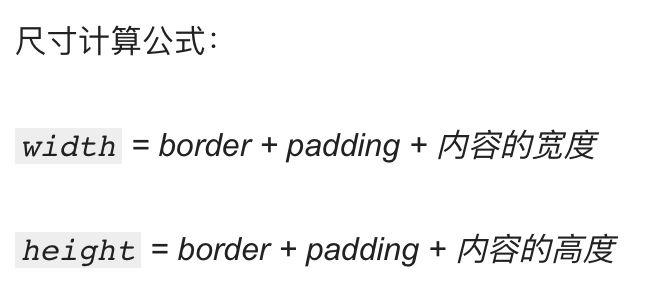 尺寸计算公式：
width = border + padding + 内容的宽度
height = border + padding + 内容的高度